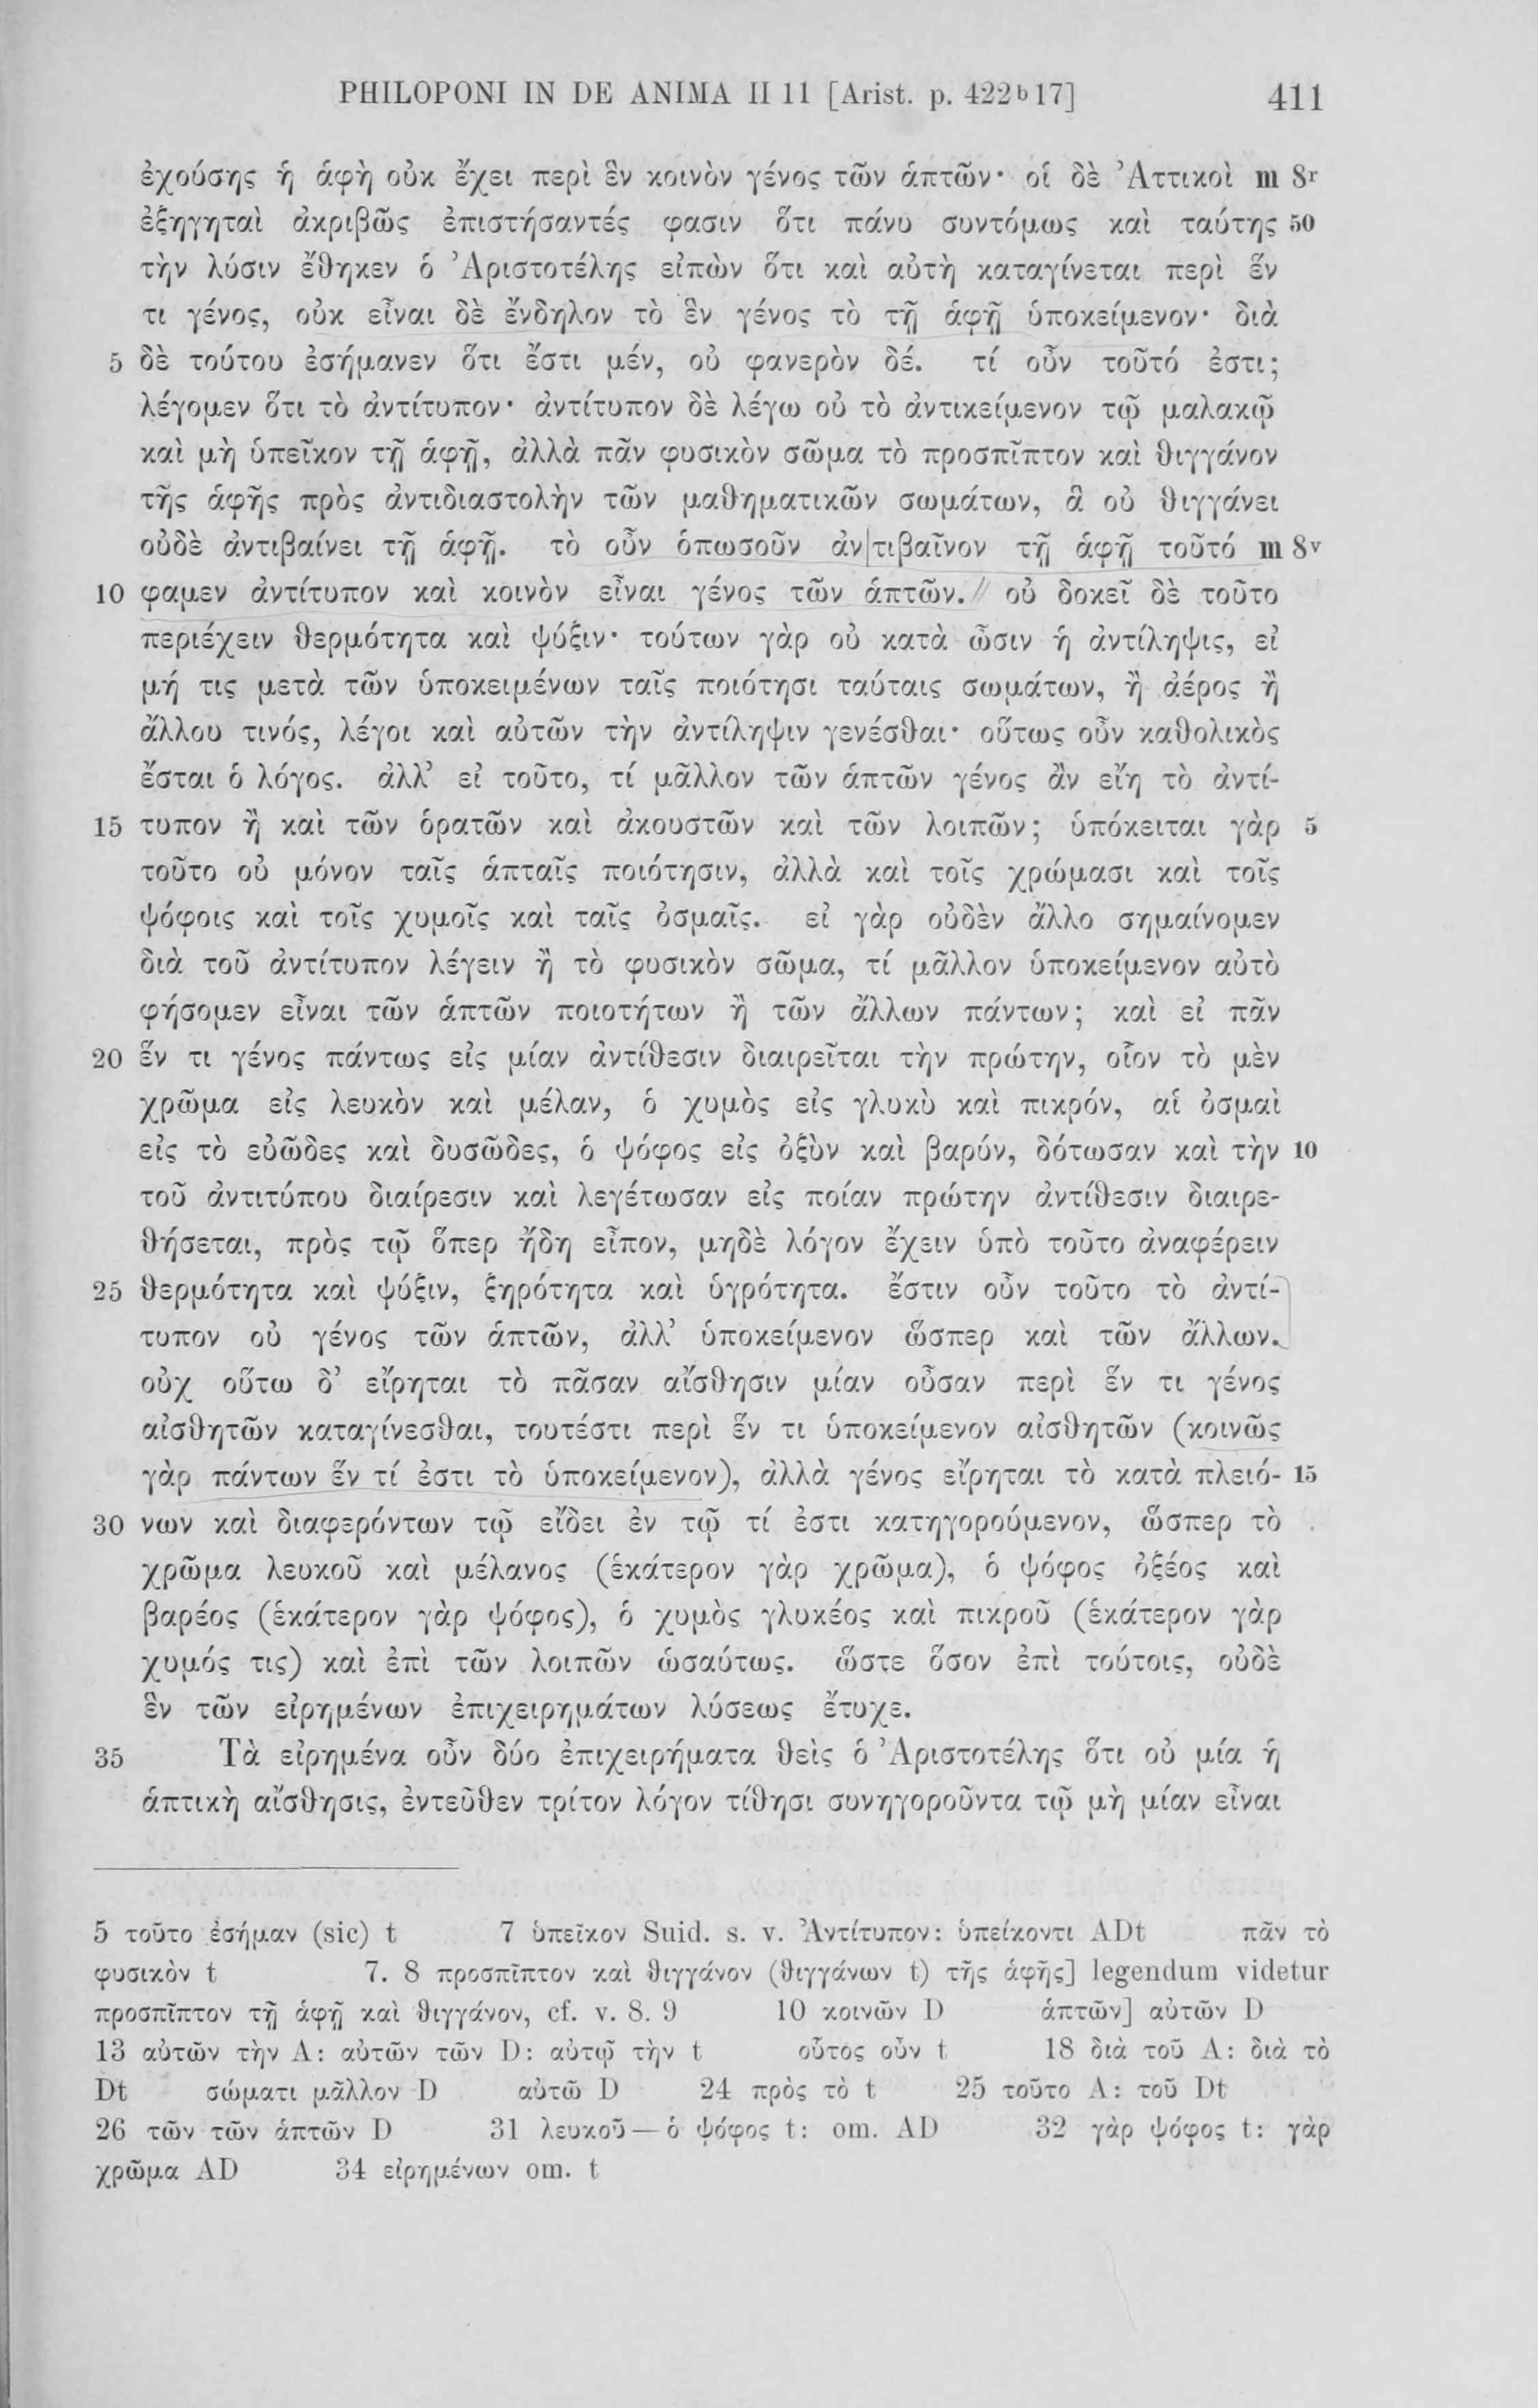 PHILOPONI IN DE ANIMA II 11 [Arist. p. 422b17] 411
ἐχούσης ἡ ἁφὴ οὐκ ἔχει περὶ ἓν κοινὸν γένος τῶν ἁπτῶν· οἱ δὲ Ἀττικοὶ m 8r
ἐξηγηταὶ ἀκριβῶς ἐπιστήσαντές φασιν ὅτι πάνυ συντόμως καὶ ταύτης 50
τὴν λύσιν ἔθηκεν ὁ Ἀριστοτέλης εἰπὼν ὅτι καὶ αὐτὴ καταγίνεται περὶ ἕν
τι γένος, οὐκ εἶναι δὲ ἔνδηλον τὸ ἓν γένος τὸ τῇ ἁφῇ ὑποκείμενον· διὰ
5 δὲ τούτου ἐσήμανεν ὅτι ἔστι μέν, οὐ φανερὸν δέ. τί οὖν τοῦτό ἐστι;
λέγομεν ὅτι τὸ ἀντίτυπον· ἀντίτυπον δὲ λέγω οὐ τὸ ἀντικείμενον τῷ μαλακῷ
καὶ μὴ ὑπεῖκον τῇ ἁφῇ, ἀλλὰ πᾶν φυσικὸν σῶμα τὸ προσπῖπτον καὶ θιγγάνον
τῆς ἁφῆς πρὸς ἀντιδιαστολὴν τῶν μαθηματικῶν σωμάτων, ἃ οὐ θιγγάνει
οὐδὲ ἀντιβαίνει τῇ ἁφῇ. τὸ οὖν ὁπωσοῦν ἀν|τιβαῖνον τῇ ἁφῇ τοῦτό m 8v
10 φαμεν ἀντίτυπον καὶ κοινὸν εἶναι γένος τῶν ἁπτῶν. οὐ δοκεῖ δὲ τοῦτο
περιέχειν θερμότητα καὶ ψύξιν· τούτων γὰρ οὐ κατὰ ὦσιν ἡ ἀντίληψις, εἰ
μή τις μετὰ τῶν ὑποκειμένων ταῖς ποιότησι ταύταις σωμάτων, ἢ ἀέρος ἢ
ἄλλου τινός, λέγοι καὶ αὐτῶν τὴν ἀντίληψιν γενέσθαι· οὕτως οὖν καθολικὸς
ἔσται ὁ λόγος. ἀλλ’ εἰ τοῦτο, τί μᾶλλον τῶν ἁπτῶν γένος ἂν εἴη τὸ ἀντί-
15 τυπον ἢ καὶ τῶν ὁρατῶν καὶ ἀκουστῶν καὶ τῶν λοιπῶν; ὑπόκειται γὰρ 5
τοῦτο οὐ μόνον ταῖς ἁπταῖς ποιότησιν, ἀλλὰ καὶ τοῖς χρώμασι καὶ τοῖς
ψόφοις καὶ τοῖς χυμοῖς καὶ ταῖς ὀσμαῖς. εἰ γὰρ οὐδὲν ἄλλο σημαίνομεν
διὰ τοῦ ἀντίτυπον λέγειν ἢ τὸ φυσικὸν σῶμα, τί μᾶλλον ὑποκείμενον αὐτὸ
φήσομεν εἶναι τῶν ἁπτῶν ποιοτήτων ἢ τῶν ἄλλων πάντων; καὶ εἰ πᾶν
20 ἕν τι γένος πάντως εἰς μίαν ἀντίθεσιν διαιρεῖται τὴν πρώτην, οἷον τὸ μὲν
χρῶμα εἰς λευκὸν καὶ μέλαν, ὁ χυμὸς εἰς γλυκὺ καὶ πικρόν, αἱ ὀσμαὶ
εἰς τὸ εὐῶδες καὶ δυσῶδες, ὁ ψόφος εἰς ὀξὺν καὶ βαρύν, δότωσαν καὶ τὴν 10
τοῦ ἀντιτύπου διαίρεσιν καὶ λεγέτωσαν εἰς ποίαν πρώτην ἀντίθεσιν διαιρε-
θήσεται, πρὸς τῷ ὅπερ ἤδη εἶπον, μηδὲ λόγον ἔχειν ὑπὸ τοῦτο ἀναφέρειν
25 θερμότητα καὶ ψύξιν, ξηρότητα καὶ ὑγρότητα. ἔστιν οὖν τοῦτο τὸ ἀντί-
τυπον οὐ γένος τῶν ἁπτῶν, ἀλλ’ ὑποκείμενον ὥσπερ καὶ τῶν ἄλλων.
οὐχ οὕτω δ’ εἴρηται τὸ πᾶσαν αἴσθησιν μίαν οὖσαν περὶ ἕν τι γένος
αἰσθητῶν καταγίνεσθαι, τουτέστι περὶ ἕν τι ὑποκείμενον αἰσθητῶν (κοινῶς
γὰρ πάντων ἕν τί ἐστι τὸ ὑποκείμενον), ἀλλὰ γένος εἴρηται τὸ κατὰ πλειό- 15
30 νων καὶ διαφερόντων τῷ εἴδει ἐν τῷ τί ἐστι κατηγορούμενον, ὥσπερ τὸ
χρῶμα λευκοῦ καὶ μέλανος (ἑκάτερον γὰρ χρῶμα), ὁ ψόφος ὀξέος καὶ
βαρέος (ἑκάτερον γὰρ ψόφος), ὁ χυμὸς γλυκέος καὶ πικροῦ (ἑκάτερον γὰρ
χυμός τις) καὶ ἐπὶ τῶν λοιπῶν ὡσαύτως. ὥστε ὅσον ἐπὶ τούτοις, οὐδὲ
ἓν τῶν εἰρημένων ἐπιχειρημάτων λύσεως ἔτυχε.
35 Τὰ εἰρημένα οὖν δύο ἐπιχειρήματα θεὶς ὁ Ἀριστοτέλης ὅτι οὐ μία ἡ
ἁπτικὴ αἴσθησις, ἐντεῦθεν τρίτον λόγον τίθησι συνηγοροῦντα τῷ μὴ μίαν εἶναι
5 τοῦτο ἐσήμαν (sic) t 7 ὑπεῖκον Suid. s. v. Ἀντίτυπον: ὑπείκοντι ADt πᾶν τὸ
φυσικὸν t 7. 8 προσπῖπτον καὶ θιγγάνον (θιγγάνων t) τῆς ἁφῆς] legendum videtur
προσπῖπτον τῇ ἁφῇ καὶ θιγγάνον, cf. v. 8. 9 10 κοινῶν D ἁπτῶν] αὐτῶν D
13 αὐτῶν τὴν A: αὐτῶν τῶν D: αὐτῷ τὴν t οὗτος οὖν t 18 διὰ τοῦ A: διὰ τὸ
Dt σώματι μᾶλλον D αὐτῶ D 24 πρὸς τὸ t 25 τοῦτο A: τοῦ Dt
26 τῶν τῶν ἁπτῶν D 31 λευκοῦ — ὁ ψόφος t: om. AD 32 γὰρ ψόφος t: γὰρ
χρῶμα AD 34 εἰρημένων om. t